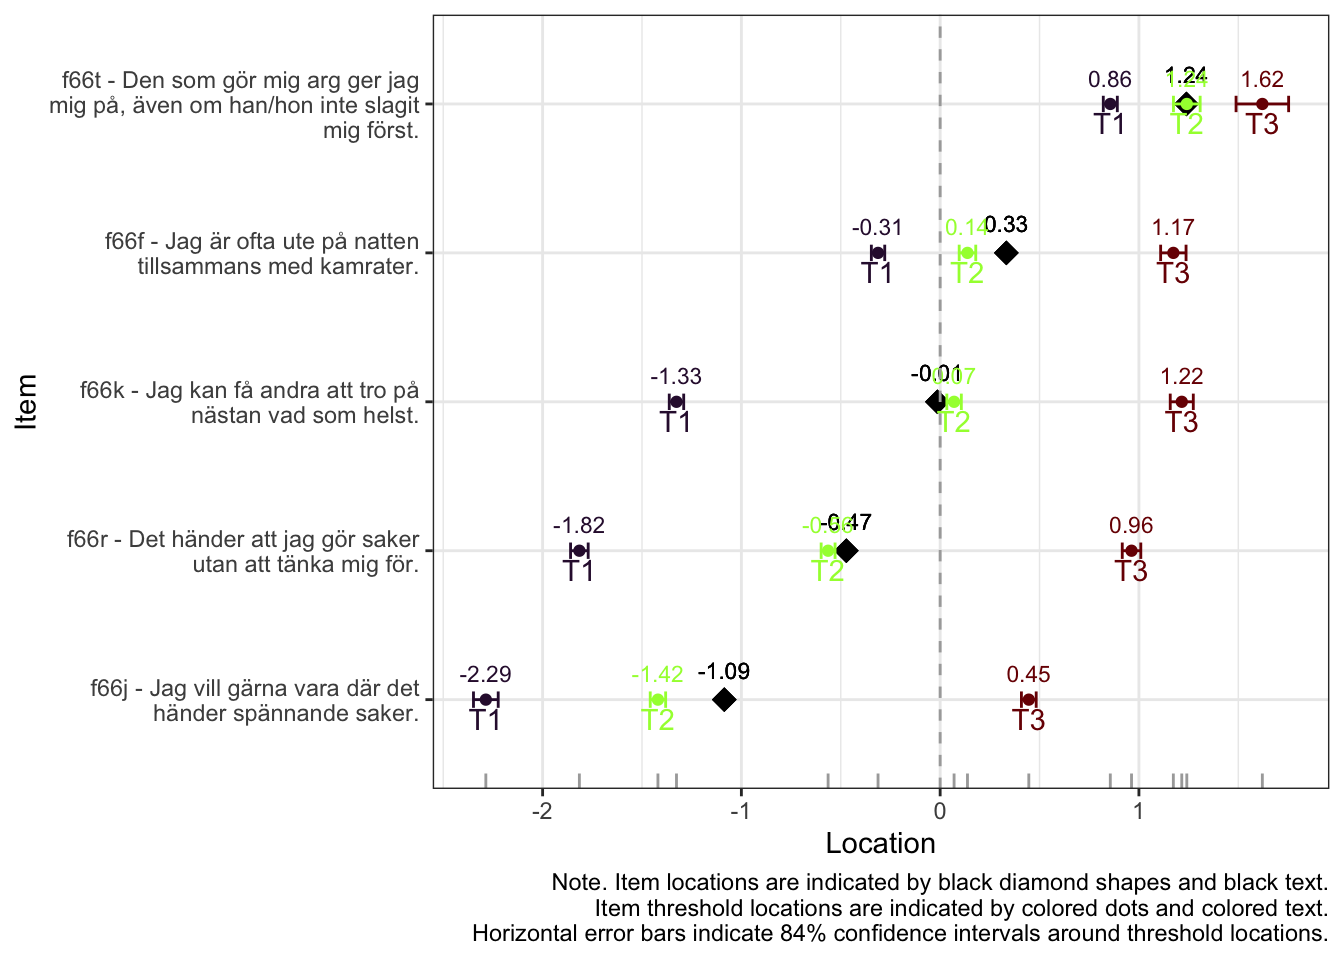 f66t - Den som gör mig arg ger jag
mig på, även om han/hon inte slagit
mig först.
0.86 1.24 1.24 1.62
T1 T2 T3
f66f - Jag är ofta ute på natten
tillsammans med kamrater.
-0.31 0.14 0.33 1.17
T1 T2 T3
f66k - Jag kan få andra att tro på
nästan vad som helst.
-1.33 -0.01 0.07 1.22
T1 T2 T3
f66r - Det händer att jag gör saker
utan att tänka mig för.
-1.82 -0.47 0.96
T1 T2 T3
f66j - Jag vill gärna vara där det
händer spännande saker.
-2.29 -1.42 -1.09 0.45
T1 T2 T3
Item
-2 -1 0 1
Location
Note. Item locations are indicated by black diamond shapes and black text.
Item threshold locations are indicated by colored dots and colored text.
Horizontal error bars indicate 84% confidence intervals around threshold locations.